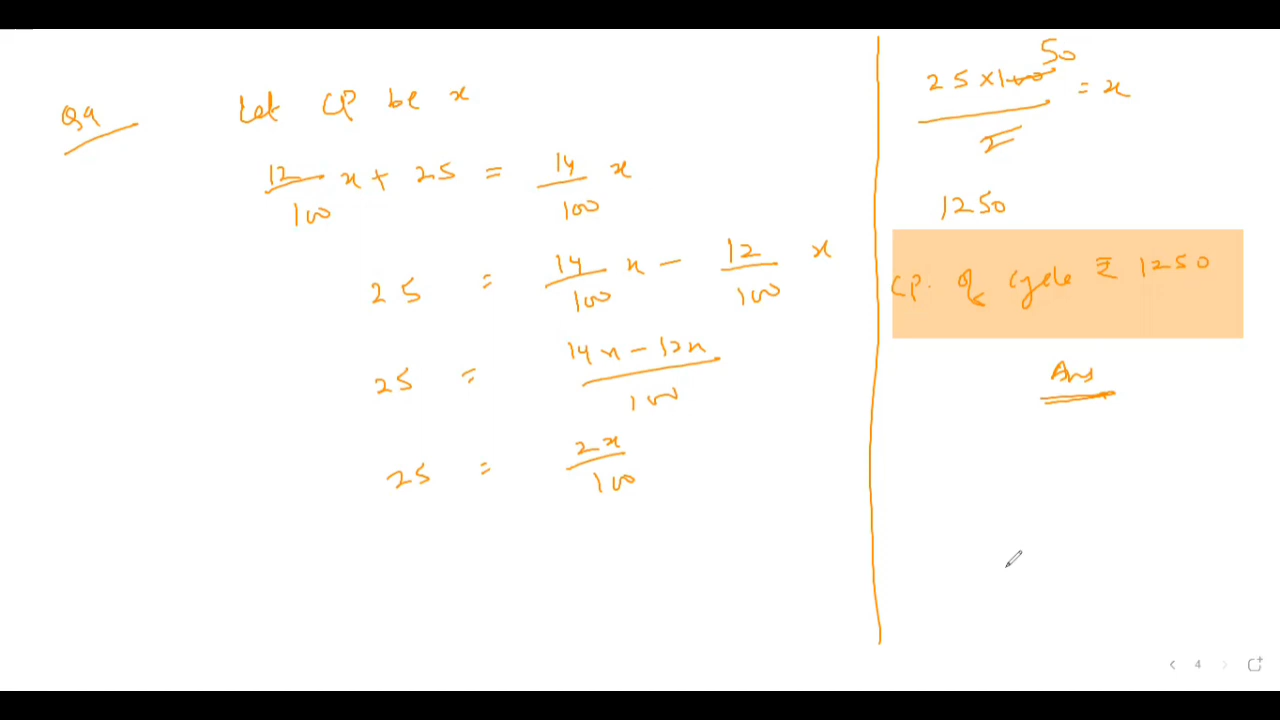 Q9
Let CP be x
12/100 x + 25 = 14/100 x
25 = 14/100 x - 12/100 x
25 = 14x - 12x/100
25 = 2x/100
50
25 × 100/2 = x
1250
CP. of cycle ₹ 1250
Ans
4